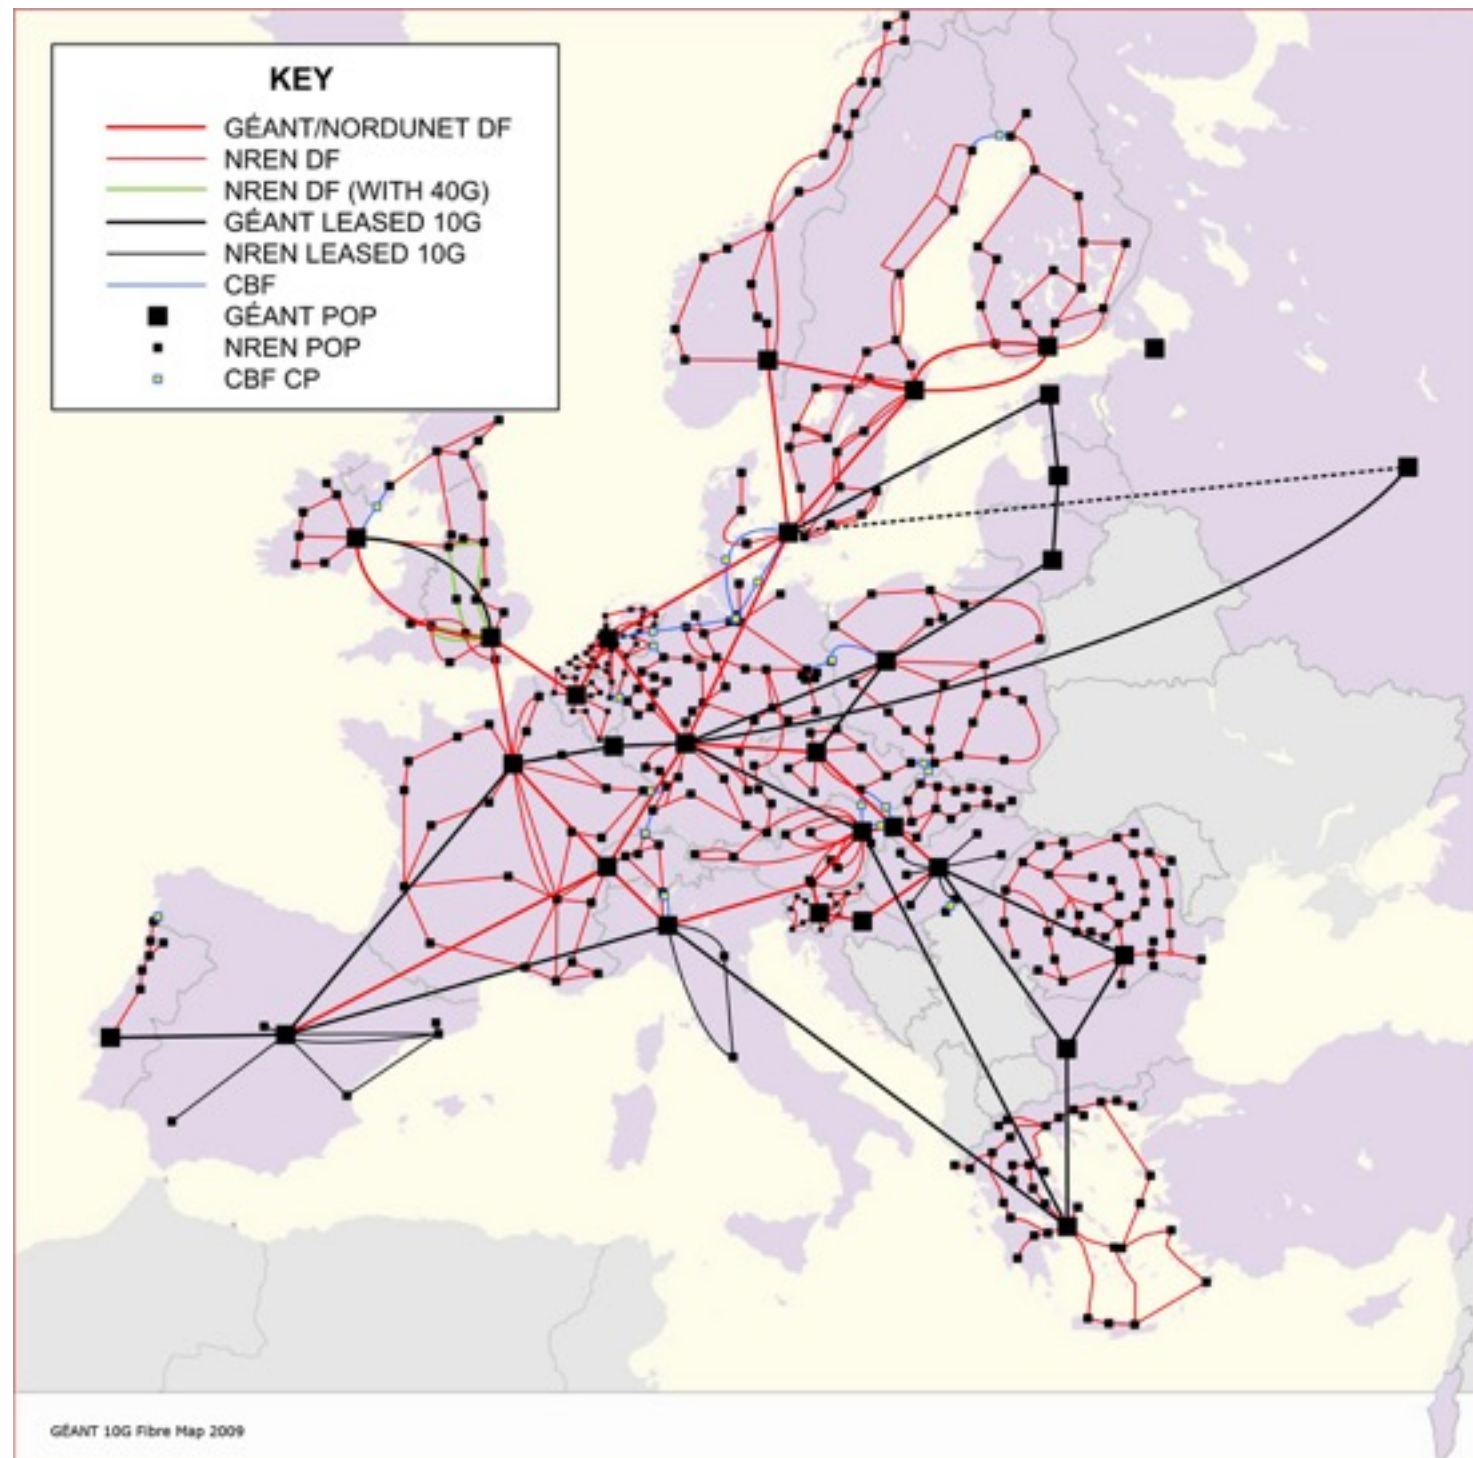 KEY
GÉANT/NORDUNET DF
NREN DF
NREN DF (WITH 40G)
GÉANT LEASED 10G
NREN LEASED 10G
CBF
GÉANT POP
NREN POP
CBF CP
GÉANT 10G Fibre Map 2009